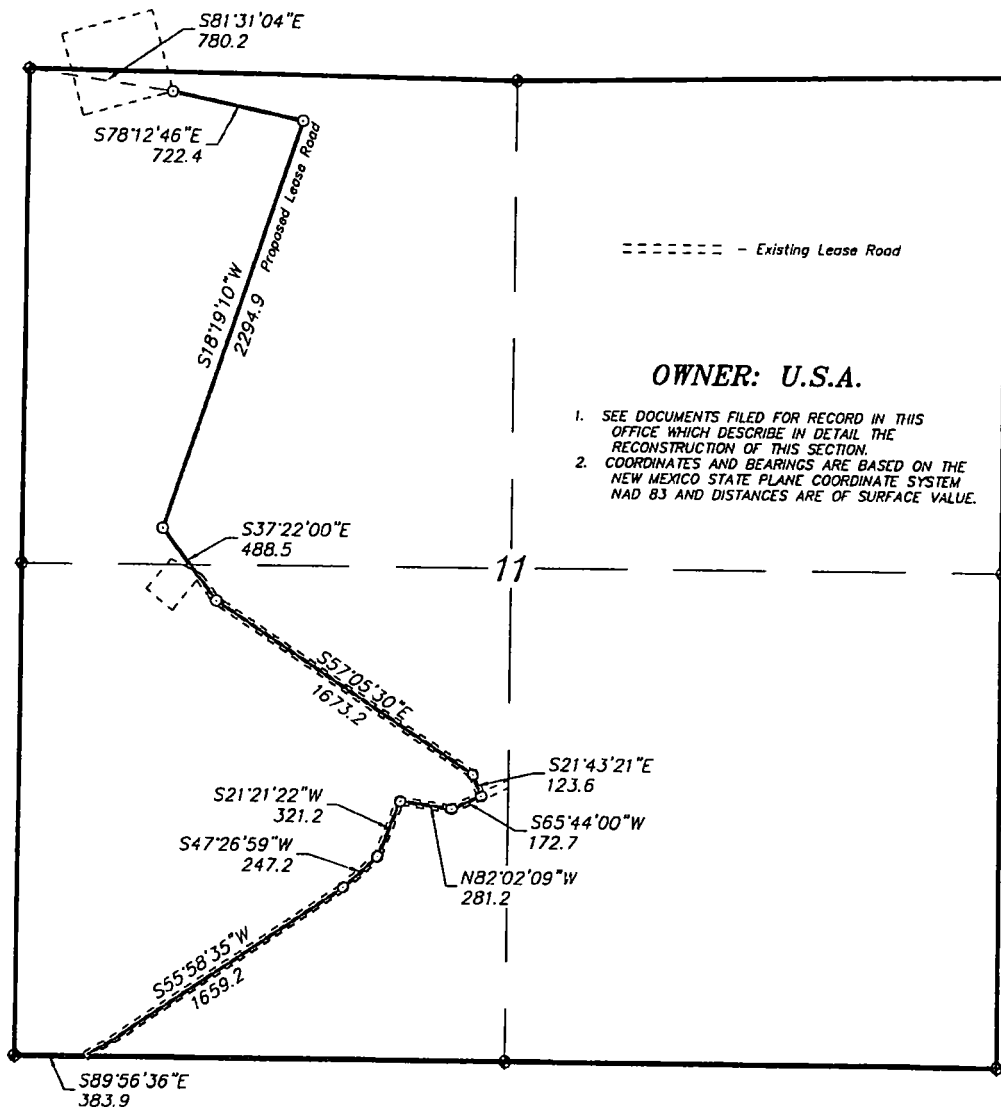 S81°31'04"E
780.2
S78°12'46"E
722.4
Proposed Lease Road
S18°19'10"W
2294.9
======== - Existing Lease Road
OWNER: U.S.A.
1. SEE DOCUMENTS FILED FOR RECORD IN THIS
OFFICE WHICH DESCRIBE IN DETAIL THE
RECONSTRUCTION OF THIS SECTION.
2. COORDINATES AND BEARINGS ARE BASED ON THE
NEW MEXICO STATE PLANE COORDINATE SYSTEM
NAD 83 AND DISTANCES ARE OF SURFACE VALUE.
S37°22'00"E
488.5
11
S57°05'30"E
1673.2
S21°43'21"E
123.6
S21°21'22"W
321.2
S65°44'00"W
172.7
S47°26'59"W
247.2
N82°02'09"W
281.2
S55°58'35"W
1659.2
S89°56'36"E
383.9